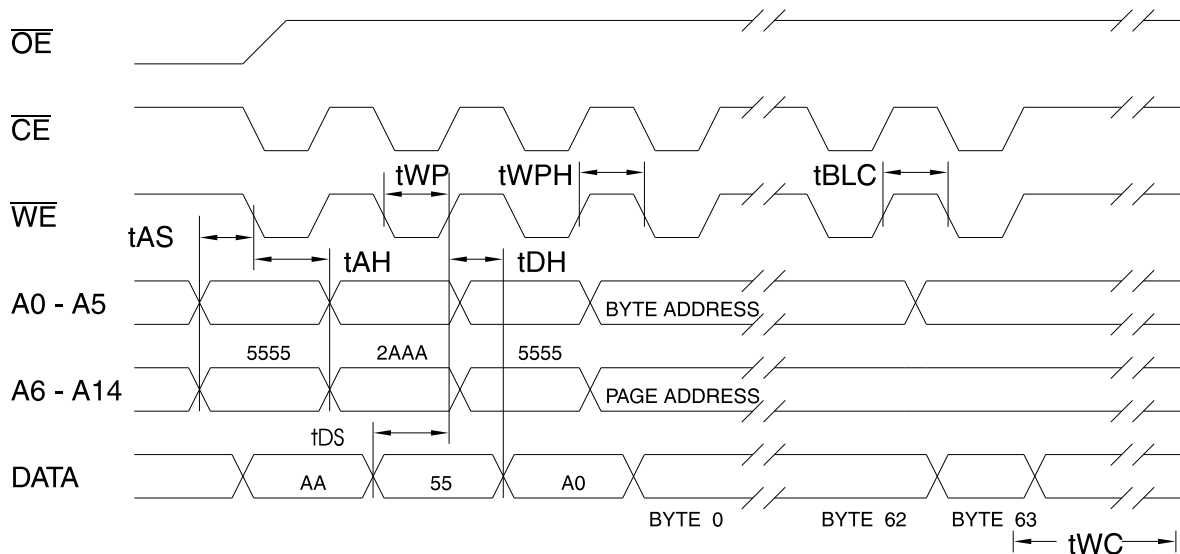 OE
CE
tWP tWPH tBLC
WE
tAS
tAH tDH
A0 - A5 BYTE ADDRESS
5555 2AAA 5555
A6 - A14 PAGE ADDRESS
tDS
DATA AA 55 A0
BYTE 0 BYTE 62 BYTE 63
tWC